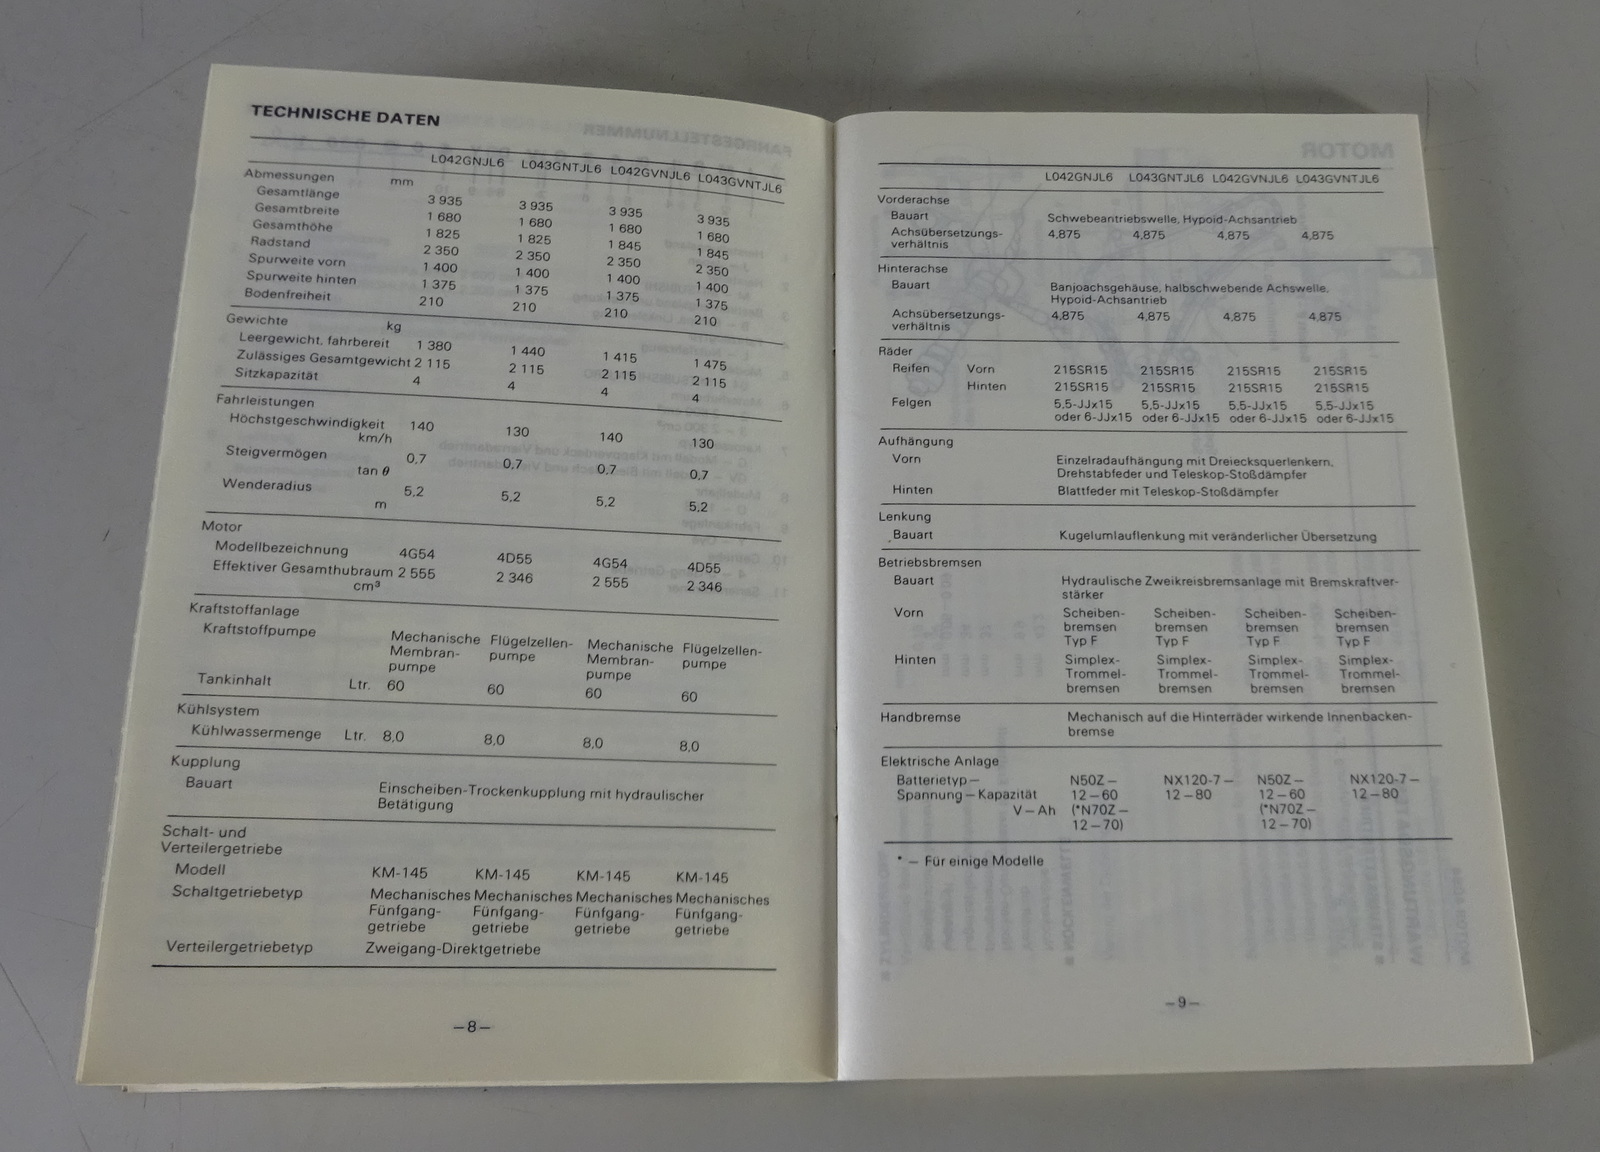 TECHNISCHE DATEN
L042GNJL6 L043GNTJL6 L042GVNJL6 L043GVNTJL6
Abmessungen mm
Gesamtlänge 3 935 3 935 3 935 3 935
Gesamtbreite 1 680 1 680 1 680 1 680
Gesamthöhe 1 825 1 825 1 845 1 845
Radstand 2 350 2 350 2 350 2 350
Spurweite vorn 1 400 1 400 1 400 1 400
Spurweite hinten 1 375 1 375 1 375 1 375
Bodenfreiheit 210 210 210 210
Gewichte kg
Leergewicht, fahrbereit 1 380 1 440 1 415 1 475
Zulässiges Gesamtgewicht 2 115 2 115 2 115 2 115
Sitzkapazität 4 4 4 4
Fahrleistungen
Höchstgeschwindigkeit 140 130 140 130
km/h
Steigvermögen 0,7 0,7 0,7 0,7
tan θ
Wenderadius 5,2 5,2 5,2 5,2
m
Motor
Modellbezeichnung 4G54 4D55 4G54 4D55
Effektiver Gesamthubraum 2 555 2 346 2 555 2 346
cm³
Kraftstoffanlage
Kraftstoffpumpe Mechanische Flügelzellen- Mechanische Flügelzellen-
Membran- pumpe Membran- pumpe
pumpe pumpe
Tankinhalt Ltr. 60 60 60 60
Kühlsystem
Kühlwassermenge Ltr. 8,0 8,0 8,0 8,0
Kupplung
Bauart Einscheiben-Trockenkupplung mit hydraulischer
Betätigung
Schalt- und
Verteilergetriebe
Modell KM-145 KM-145 KM-145 KM-145
Schaltgetriebetyp Mechanisches Mechanisches Mechanisches Mechanisches
Fünfgang- Fünfgang- Fünfgang- Fünfgang-
getriebe getriebe getriebe getriebe
Verteilergetriebetyp Zweigang-Direktgetriebe
—8—
L042GNJL6 L043GNTJL6 L042GVNJL6 L043GVNTJL6
Vorderachse
Bauart Schwebeantriebswelle, Hypoid-Achsantrieb
Achsübersetzungs- 4,875 4,875 4,875 4,875
verhältnis
Hinterachse
Bauart Banjoachsgehäuse, halbschwebende Achswelle,
Hypoid-Achsantrieb
Achsübersetzungs- 4,875 4,875 4,875 4,875
verhältnis
Räder
Reifen Vorn 215SR15 215SR15 215SR15 215SR15
Hinten 215SR15 215SR15 215SR15 215SR15
Felgen 5,5-JJx15 5,5-JJx15 5,5-JJx15 5,5-JJx15
oder 6-JJx15 oder 6-JJx15 oder 6-JJx15 oder 6-JJx15
Aufhängung
Vorn Einzelradaufhängung mit Dreiecksquerlenkern,
Drehstabfeder und Teleskop-Stoßdämpfer
Hinten Blattfeder mit Teleskop-Stoßdämpfer
Lenkung
Bauart Kugelumlauflenkung mit veränderlicher Übersetzung
Betriebsbremsen
Bauart Hydraulische Zweikreisbremsanlage mit Bremskraftver-
stärker
Vorn Scheiben- Scheiben- Scheiben- Scheiben-
bremsen bremsen bremsen bremsen
Typ F Typ F Typ F Typ F
Hinten Simplex- Simplex- Simplex- Simplex-
Trommel- Trommel- Trommel- Trommel-
bremsen bremsen bremsen bremsen
Handbremse Mechanisch auf die Hinterräder wirkende Innenbacken-
bremse
Elektrische Anlage
Batterietyp — N50Z — NX120-7 — N50Z — NX120-7 —
Spannung — Kapazität 12 — 60 12 — 80 12 — 60 12 — 80
V — Ah (*N70Z — (*N70Z —
12 — 70) 12 — 70)
* — Für einige Modelle
—9—